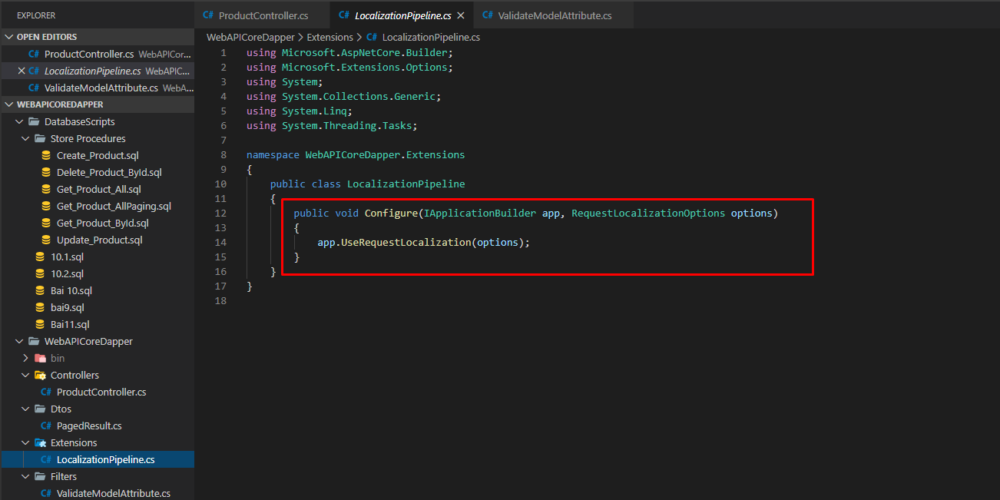 EXPLORER
OPEN EDITORS
C# ProductController.cs WebAPICor...
C# LocalizationPipeline.cs WebAPIC...
C# ValidateModelAttribute.cs WebA...
WEBAPICOREDAPPER
DatabaseScripts
Store Procedures
Create_Product.sql
Delete_Product_ById.sql
Get_Product_All.sql
Get_Product_AllPaging.sql
Get_Product_ById.sql
Update_Product.sql
10.1.sql
10.2.sql
Bai 10.sql
bai9.sql
Bai11.sql
WebAPICoreDapper
bin
Controllers
C# ProductController.cs
Dtos
C# PagedResult.cs
Extensions
C# LocalizationPipeline.cs
Filters
C# ValidateModelAttribute.cs
C# ProductController.cs C# LocalizationPipeline.cs C# ValidateModelAttribute.cs
WebAPICoreDapper > Extensions > C# LocalizationPipeline.cs
1 using Microsoft.AspNetCore.Builder;
2 using Microsoft.Extensions.Options;
3 using System;
4 using System.Collections.Generic;
5 using System.Linq;
6 using System.Threading.Tasks;
7
8 namespace WebAPICoreDapper.Extensions
9 {
10 public class LocalizationPipeline
11 {
12 public void Configure(IApplicationBuilder app, RequestLocalizationOptions options)
13 {
14 app.UseRequestLocalization(options);
15 }
16 }
17 }
18